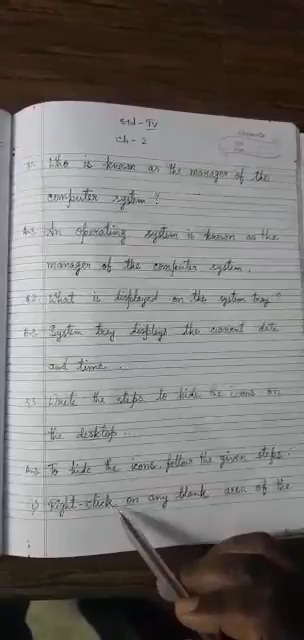 Std - IV
Ch - 2
Q1. Who is known as the manager of the
computer system?
Ans. An operating system is known as the
manager of the computer system.
Q2. What is displayed on the system tray?
Ans. System tray displays the current date
and time...
Q3. Write the steps to hide the icons on
the desktop...
Ans. To hide the icons, follow the given steps:
1) Right-click on any blank area of the